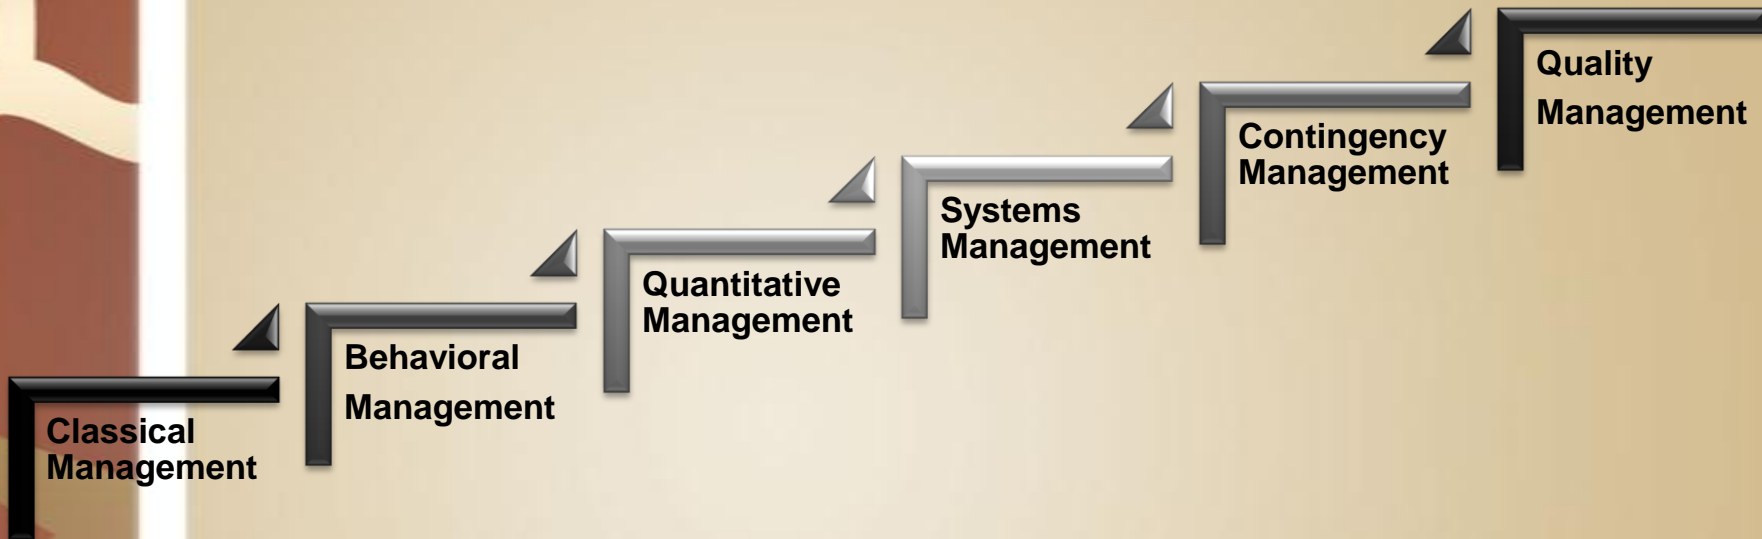 Classical
Management
Behavioral
Management
Quantitative
Management
Systems
Management
Contingency
Management
Quality
Management